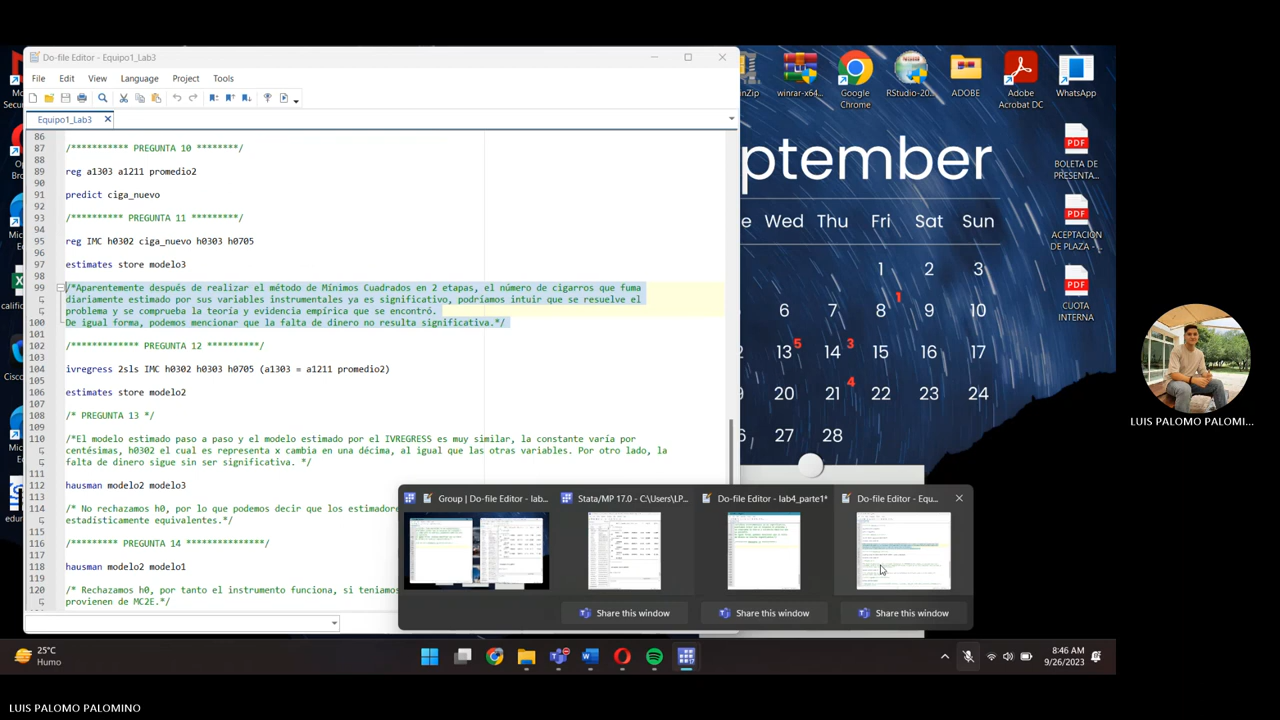 Do-file Editor - Equipo1_Lab3
File Edit View Language Project Tools
Equipo1_Lab3
86
87 /*********** PREGUNTA 10 ********/
88
89 reg a1303 a1211 promedio2
90
91 predict ciga_nuevo
92
93 /********** PREGUNTA 11 *********/
94
95 reg IMC h0302 ciga_nuevo h0303 h0705
96
97 estimates store modelo3
98
99 /*Aparentemente después de realizar el método de Mínimos Cuadrados en 2 etapas, el número de cigarros que fuma
diariamente estimado por sus variables instrumentales ya es significativo, podríamos intuir que se resuelve el
problema y se comprueba la teoría y evidencia empírica que se encontró.
100 De igual forma, podemos mencionar que la falta de dinero no resulta significativa.*/
101
102 /************* PREGUNTA 12 **********/
103
104 ivregress 2sls IMC h0302 h0303 h0705 (a1303 = a1211 promedio2)
105
106 estimates store modelo2
107
108 /* PREGUNTA 13 */
109
110 /*El modelo estimado paso a paso y el modelo estimado por el IVREGRESS es muy similar, la constante varía por
centésimas, h0302 el cual es representa x cambia en una décima, al igual que las otras variables. Por otro lado, la
falta de dinero sigue sin ser significativa. */
111
112 hausman modelo2 modelo3
113
114 /* No rechazamos h0, por lo que podemos decir que los estimadore
estadísticamente equivalentes.*/
115
116 /********* PREGUNTA 14 **************/
117
118 hausman modelo2 modelo1
119
120 /* Rechazamos h0, por tanto el instrumento funciona, si teniamos
provienen de MC2E.*/
Group | Do-file Editor - lab...
Stata/MP 17.0 - C:\Users\LP...
Do-file Editor - lab4_parte1*
Do-file Editor - Equ...
Share this window
Share this window
Share this window
nZip
winrar-x64...
Google Chrome
RStudio-20...
ADOBE
Adobe Acrobat DC
WhatsApp
ptember
e Wed Thu Fri Sat Sun
1 2 3
6 7 8 9 10
1
13 14 15 16 17
5 3
20 21 22 23 24
4
27 28
PDF
BOLETA DE PRESENTA...
PDF
ACEPTACION DE PLAZA - ...
PDF
CUOTA INTERNA
25°C
Humo
8:46 AM
9/26/2023
LUIS PALOMO PALOMI...
LUIS PALOMO PALOMINO